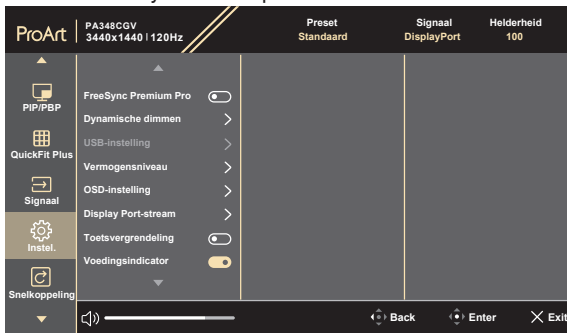 ProArt
PA348CGV
3440x1440 | 120Hz
Preset
Standaard
Signaal
DisplayPort
Helderheid
100
PIP/PBP
QuickFit Plus
Signaal
Instel.
Snelkoppeling
FreeSync Premium Pro
Dynamische dimmen
USB-instelling
Vermogensniveau
OSD-instelling
Display Port-stream
Toetsvergrendeling
Voedingsindicator
Back
Enter
Exit